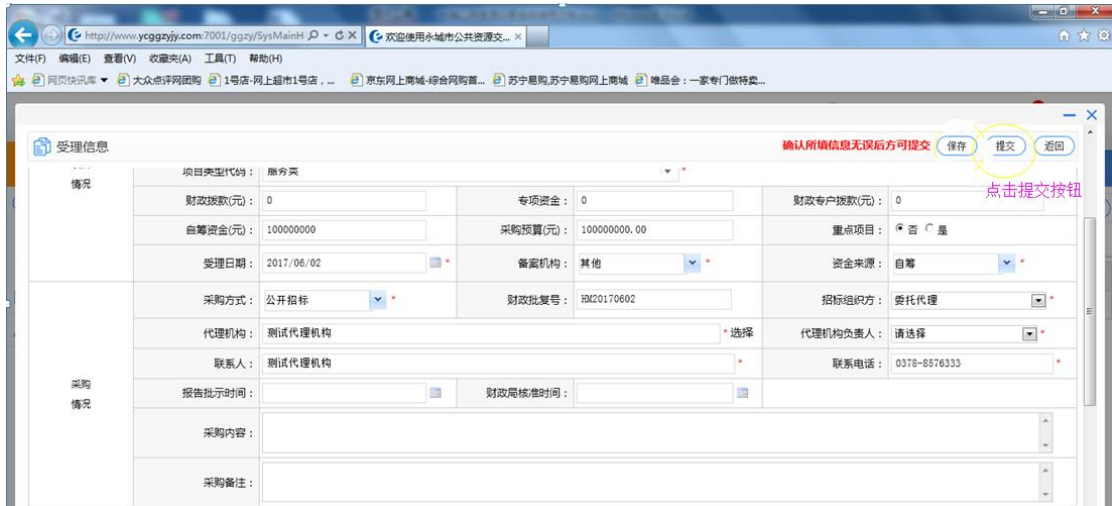 http://www.ycggzyjy.com:7001/ggzy/SysMainH
欢迎使用永城市公共资源交...
文件(F) 编辑(E) 查看(V) 收藏夹(A) 工具(T) 帮助(H)
网页快讯库 大众点评网团购 1号店-网上超市1号店，... 京东网上商城-综合网购首... 苏宁易购,苏宁易购网上商城 唯品会：一家专门做特卖...
受理信息 确认所填信息无误后方可提交 保存 提交 返回
点击提交按钮
情况
项目类型代码： 服务类 *
财政拨款(元)： 0 专项资金： 0 财政专户拨款(元)： 0
自筹资金(元)： 100000000 采购预算(元)： 100000000.00 重点项目： 否 是
受理日期： 2017/06/02 * 备案机构： 其他 * 资金来源： 自筹 *
采购情况
采购方式： 公开招标 * 财政批复号： HM20170602 招标组织方： 委托代理 *
代理机构： 测试代理机构 *选择 代理机构负责人： 请选择 *
联系人： 测试代理机构 * 联系电话： 0378-8576333 *
报告批示时间： 财政局核准时间：
采购内容：
采购备注：